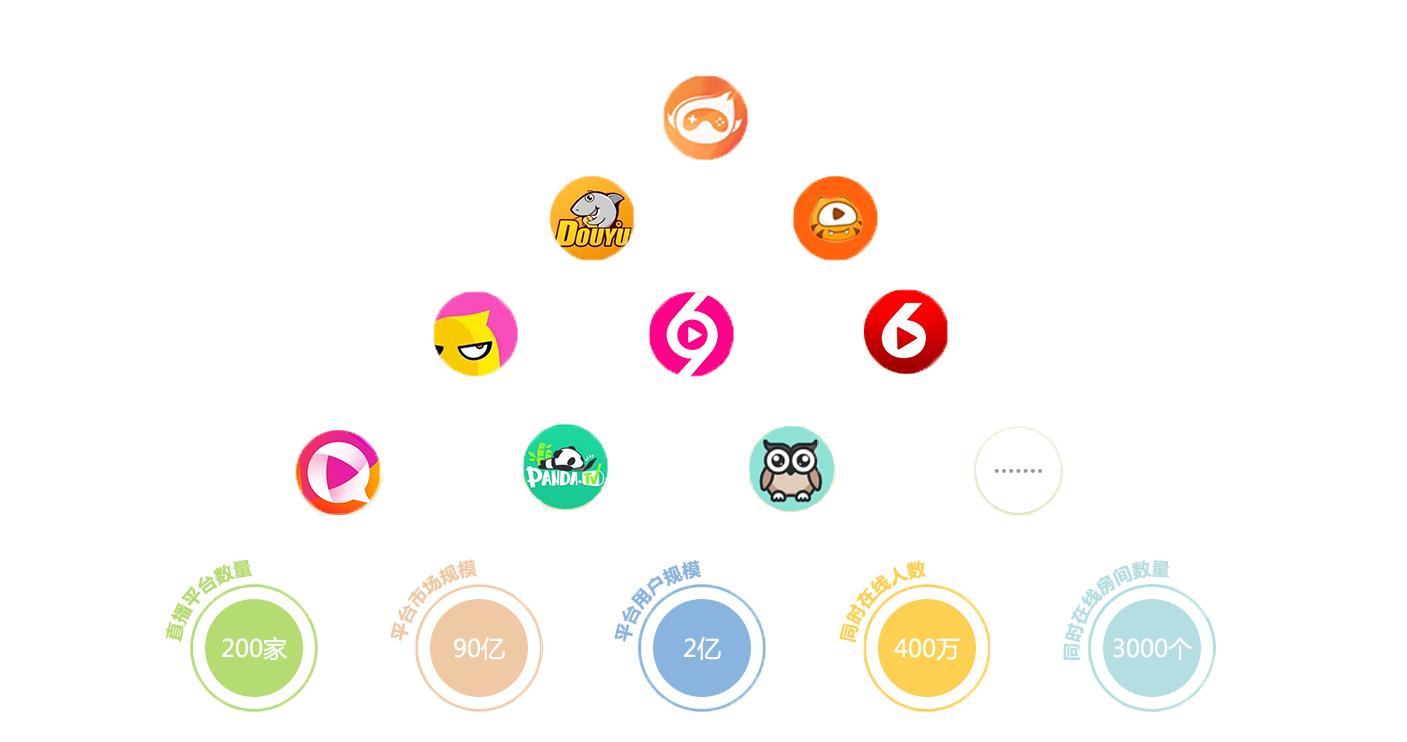 DOUYU
PANDA.TV
.......
直播平台数量
200家
平台市场规模
90亿
平台用户规模
2亿
同时在线人数
400万
同时在线房间数量
3000个